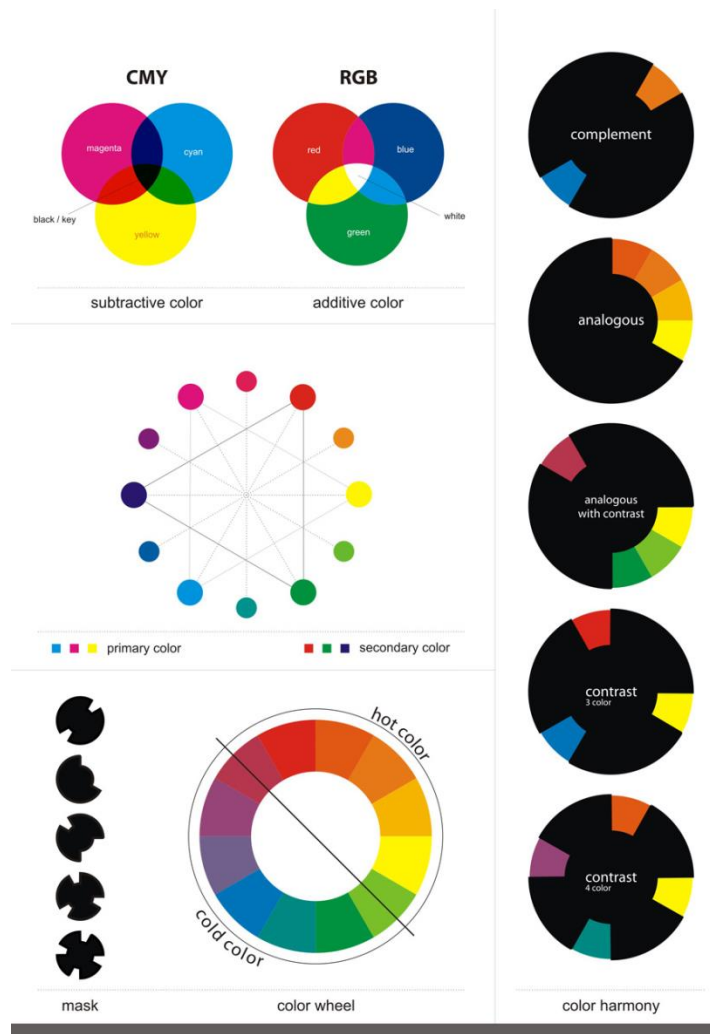 CMY
RGB
magenta
cyan
yellow
black / key
red
blue
green
white
subtractive color
additive color
primary color
secondary color
hot color
cold color
mask
color wheel
complement
analogous
analogous
with contrast
contrast
3 color
contrast
4 color
color harmony